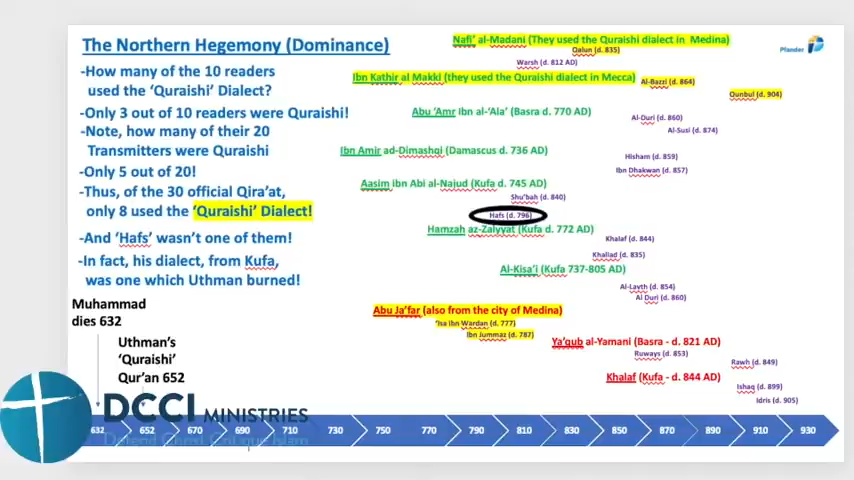 The Northern Hegemony (Dominance)
-How many of the 10 readers
used the 'Quraishi' Dialect?
-Only 3 out of 10 readers were Quraishi!
-Note, how many of their 20
Transmitters were Quraishi
-Only 5 out of 20!
-Thus, of the 30 official Qira'at,
only 8 used the 'Quraishi' Dialect!
-And 'Hafs' wasn't one of them!
-In fact, his dialect, from Kufa,
was one which Uthman burned!
Nafi' al-Madani (They used the Quraishi dialect in Medina)
Qalun (d. 835)
Warsh (d. 812 AD)
Ibn Kathir al Makki (they used the Quraishi dialect in Mecca)
Al-Bazzi (d. 864)
Qunbul (d. 904)
Abu 'Amr Ibn al-'Ala' (Basra d. 770 AD)
Al-Duri (d. 860)
Al-Susi (d. 874)
Ibn Amir ad-Dimashqi (Damascus d. 736 AD)
Hisham (d. 859)
Ibn Dhakwan (d. 857)
Aasim ibn Abi al-Najud (Kufa d. 745 AD)
Shu'bah (d. 840)
Hafs (d. 796)
Hamzah az-Zaiyyat (Kufa d. 772 AD)
Khalaf (d. 844)
Khallad (d. 835)
Al-Kisa'i (Kufa 737-805 AD)
Al-Layth (d. 854)
Al Duri (d. 860)
Abu Ja'far (also from the city of Medina)
'Isa ibn Wardan (d. 777)
Ibn Jummaz (d. 787)
Ya'qub al-Yamani (Basra - d. 821 AD)
Ruways (d. 853)
Rawh (d. 849)
Khalaf (Kufa - d. 844 AD)
Ishaq (d. 899)
Idris (d. 905)
Pfander
Muhammad
dies 632
Uthman's
'Quraishi'
Qur'an 652
DCCI MINISTRIES
Defend Christ, Critique Islam
632 652 670 690 710 730 750 770 790 810 830 850 870 890 910 930